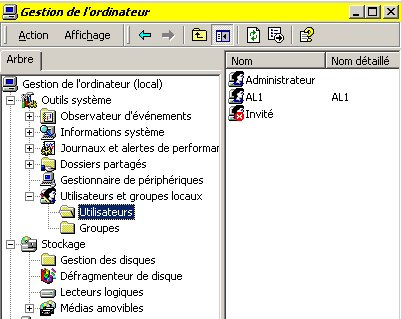 Gestion de l'ordinateur
Action Affichage
Arbre
Gestion de l'ordinateur (local)
Outils système
Observateur d'événements
Informations système
Journaux et alertes de performar
Dossiers partagés
Gestionnaire de périphériques
Utilisateurs et groupes locaux
Utilisateurs
Groupes
Stockage
Gestion des disques
Défragmenteur de disque
Lecteurs logiques
Médias amovibles
Nom Nom détaillé
Administrateur
AL1 AL1
Invité